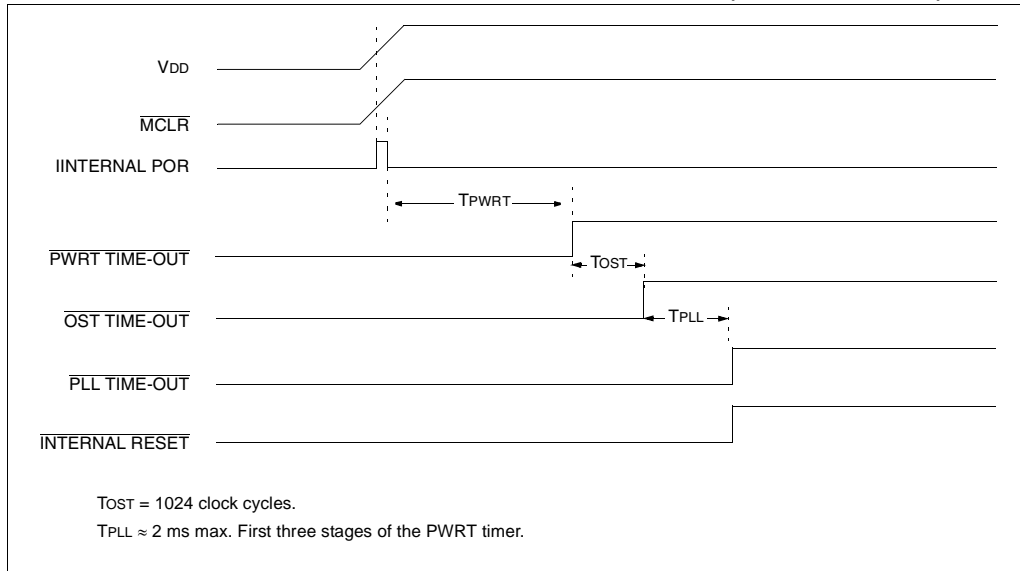 VDD
MCLR
IINTERNAL POR
TPWRT
PWRT TIME-OUT
TOST
OST TIME-OUT
TPLL
PLL TIME-OUT
INTERNAL RESET
TOST = 1024 clock cycles.
TPLL ≈ 2 ms max. First three stages of the PWRT timer.